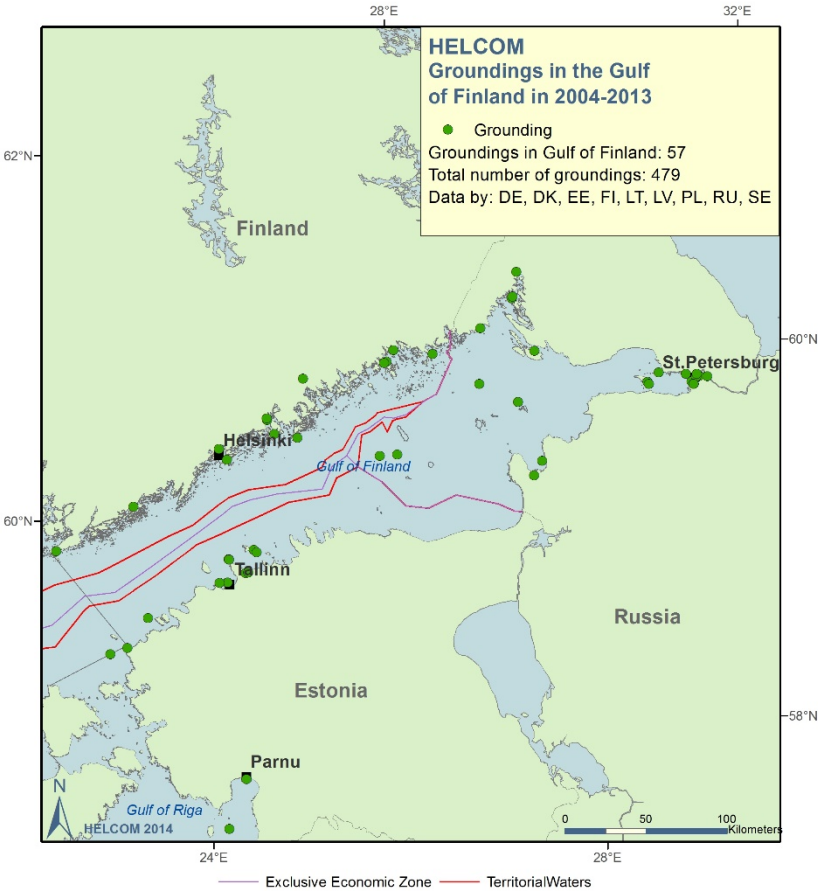 28°E
32°E
HELCOM
Groundings in the Gulf
of Finland in 2004-2013
Grounding
Groundings in Gulf of Finland: 57
Total number of groundings: 479
Data by: DE, DK, EE, FI, LT, LV, PL, RU, SE
62°N
Finland
60°N
St.Petersburg
Helsinki
Gulf of Finland
60°N
Tallinn
Russia
Estonia
58°N
Parnu
N
Gulf of Riga
HELCOM 2014
0 50 100
Kilometers
24°E
28°E
Exclusive Economic Zone
TerritorialWaters